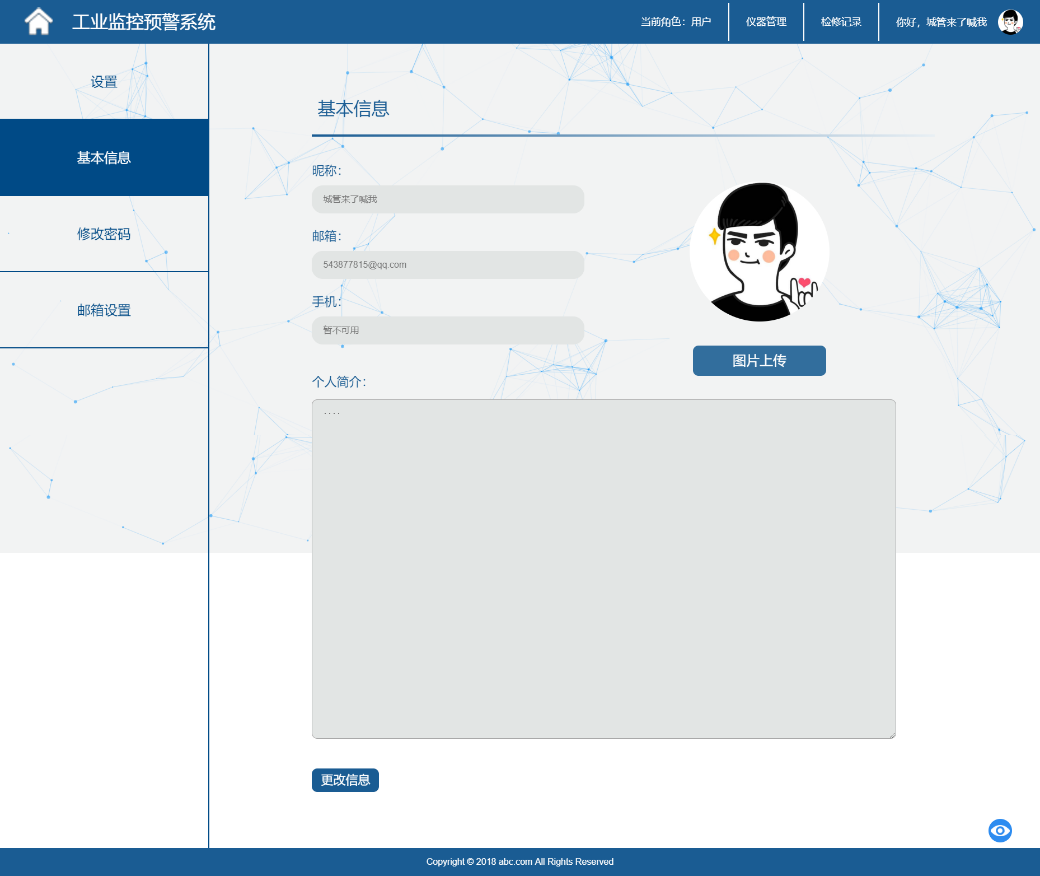 工业监控预警系统
当前角色：用户
仪器管理
检修记录
你好，城管来了喊我
设置
基本信息
修改密码
邮箱设置
基本信息
昵称：
城管来了喊我
邮箱：
543877815@qq.com
手机：
暂不可用
图片上传
个人简介：
....
更改信息
Copyright © 2018 abc.com All Rights Reserved